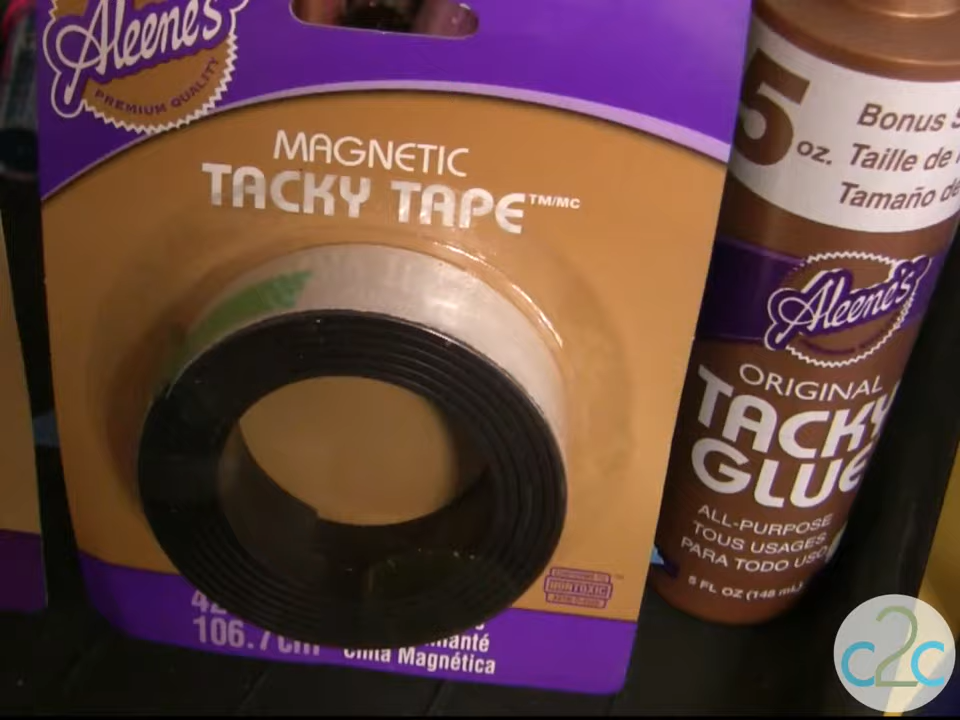 Aleene's
PREMIUM QUALITY
MAGNETIC
TACKY TAPE™/MC
NONTOXIC
106.7 cm
Cinta Magnética
5
oz.
Bonus
Taille de
Tamaño de
Aleene's
ORIGINAL
TACKY
GLUE
ALL-PURPOSE
TOUS USAGES
PARA TODO USO
5 FL OZ (148 mL)
c2c